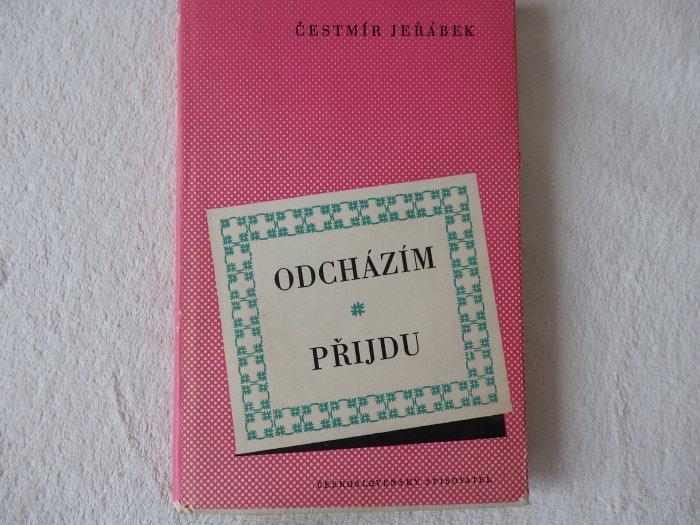 ČESTMÍR JEŘÁBEK
ODCHÁZÍM
PŘIJDU
ČESKOSLOVENSKÝ SPISOVATEL